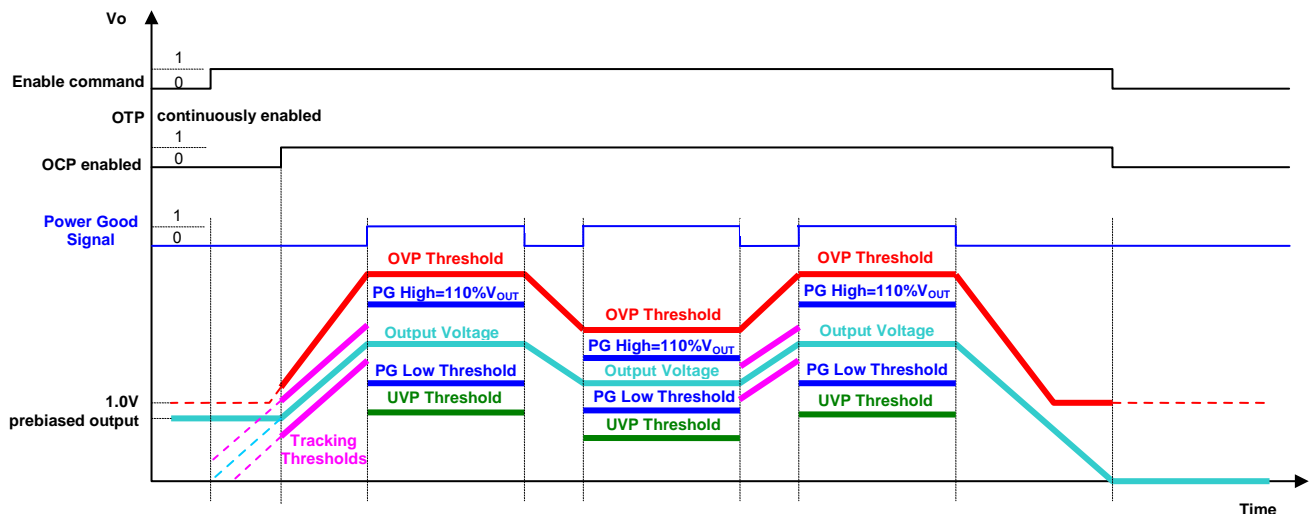 Vo
1
Enable command
0
OTP continuously enabled
1
OCP enabled
0
Power Good
Signal
1
0
OVP Threshold
OVP Threshold
PG High=110%VOUT
PG High=110%VOUT
OVP Threshold
Output Voltage
PG High=110%VOUT
Output Voltage
PG Low Threshold
Output Voltage
PG Low Threshold
1.0V
UVP Threshold
PG Low Threshold
UVP Threshold
prebiased output
UVP Threshold
Tracking
Thresholds
Time